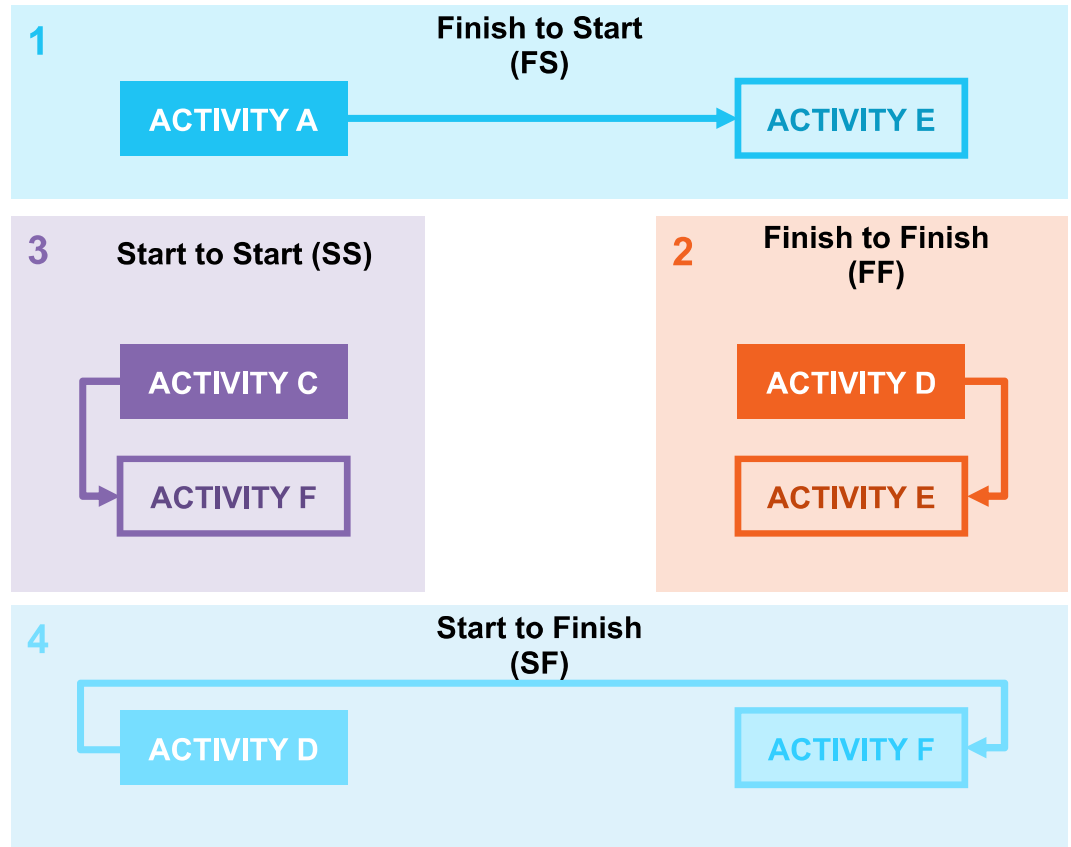 1
Finish to Start
(FS)
ACTIVITY A
ACTIVITY E
3
Start to Start (SS)
ACTIVITY C
ACTIVITY F
2
Finish to Finish
(FF)
ACTIVITY D
ACTIVITY E
4
Start to Finish
(SF)
ACTIVITY D
ACTIVITY F